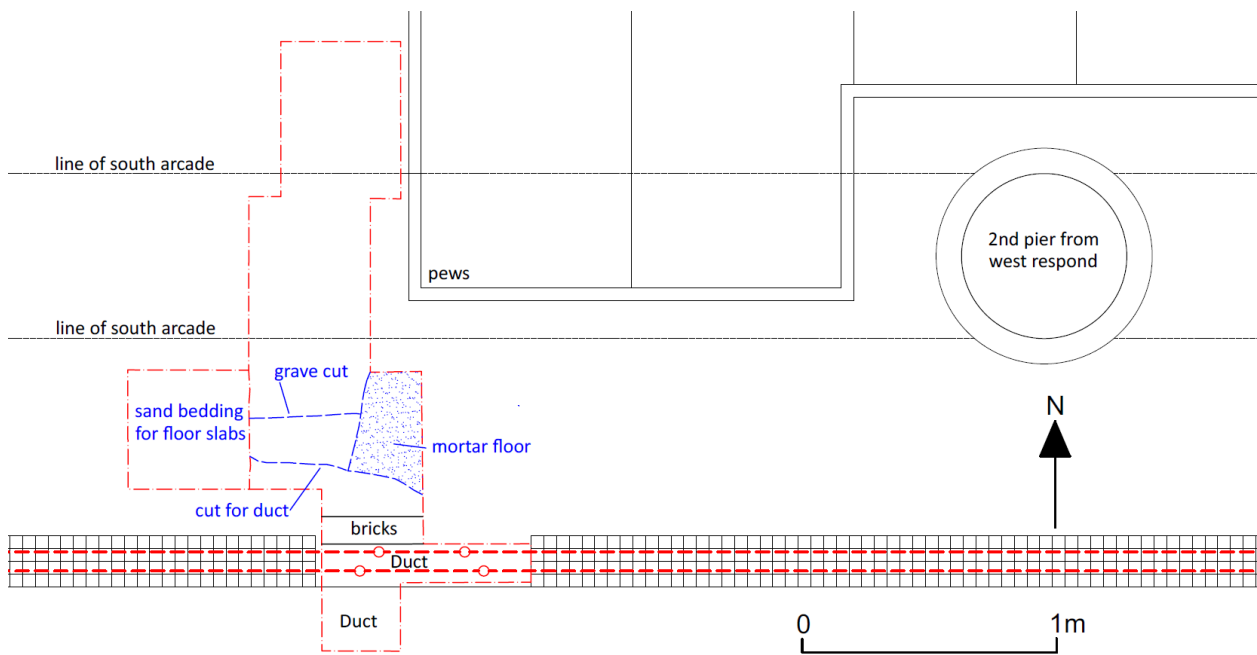 line of south arcade
2nd pier from
west respond
pews
line of south arcade
grave cut
sand bedding
for floor slabs
mortar floor
N
cut for duct
bricks
Duct
Duct
0
1m